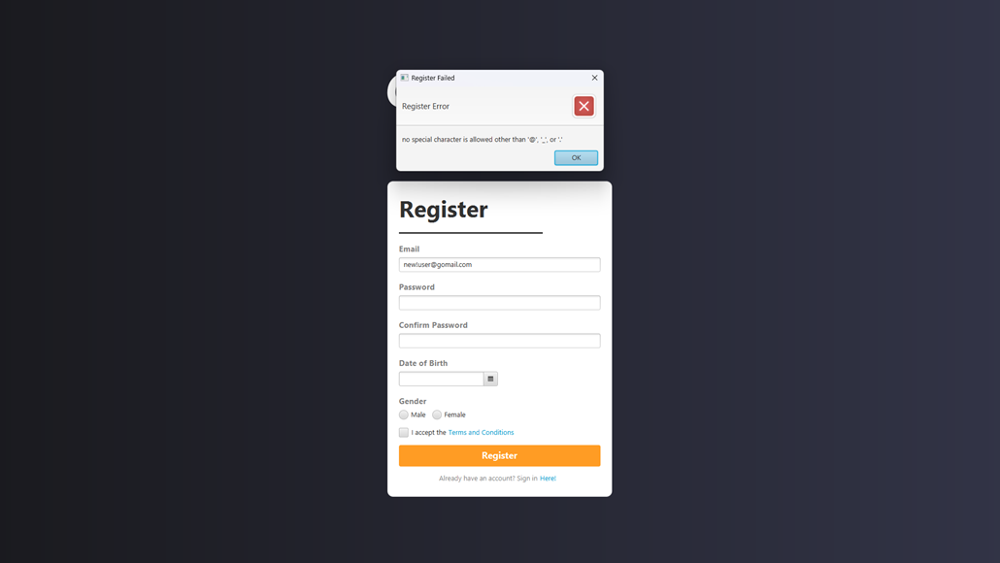 Register Failed
Register Error
no special character is allowed other than '@', '_', or '.'
OK
Register
Email
new!user@gomail.com
Password
Confirm Password
Date of Birth
Gender
Male Female
I accept the Terms and Conditions
Register
Already have an account? Sign in Here!